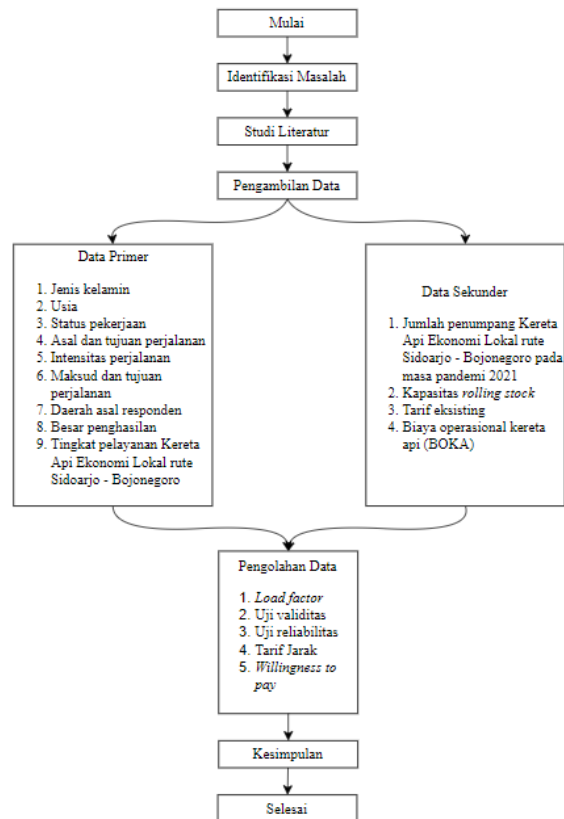 Mulai
Identifikasi Masalah
Studi Literatur
Pengambilan Data
Data Primer
1. Jenis kelamin
2. Usia
3. Status pekerjaan
4. Asal dan tujuan perjalanan
5. Intensitas perjalanan
6. Maksud dan tujuan
perjalanan
7. Daerah asal responden
8. Besar penghasilan
9. Tingkat pelayanan Kereta
Api Ekonomi Lokal rute
Sidoarjo - Bojonegoro
Data Sekunder
1. Jumlah penumpang Kereta
Api Ekonomi Lokal rute
Sidoarjo - Bojonegoro pada
masa pandemi 2021
2. Kapasitas rolling stock
3. Tarif eksisting
4. Biaya operasional kereta
api (BOKA)
Pengolahan Data
1. Load factor
2. Uji validitas
3. Uji reliabilitas
4. Tarif Jarak
5. Willingness to
pay
Kesimpulan
Selesai